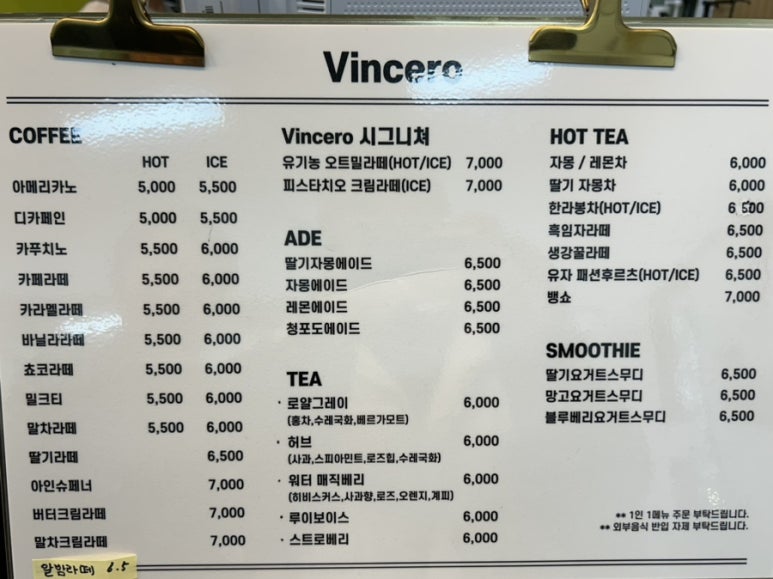 Vincero
COFFEE
HOT ICE
아메리카노 5,000 5,500
디카페인 5,000 5,500
카푸치노 5,500 6,000
카페라떼 5,500 6,000
카라멜라떼 5,500 6,000
바닐라라떼 5,500 6,000
쵸코라떼 5,500 6,000
밀크티 5,500 6,000
말차라떼 5,500 6,000
딸기라떼 6,500
아인슈페너 7,000
버터크림라떼 7,000
말차크림라떼 7,000
알밤라떼 6.5
Vincero 시그니쳐
유기농 오트밀라떼(HOT/ICE) 7,000
피스타치오 크림라떼(ICE) 7,000
ADE
딸기자몽에이드 6,500
자몽에이드 6,500
레몬에이드 6,500
청포도에이드 6,500
TEA
· 로얄그레이 6,000
(홍차,수레국화,베르가모트)
· 허브 6,000
(사과,스피아민트,로즈힙,수레국화)
· 워터 매직베리 6,000
(히비스커스,사과향,로즈,오렌지,계피)
· 루이보이스 6,000
· 스트로베리 6,000
HOT TEA
자몽 / 레몬차 6,000
딸기 자몽차 6,000
한라봉차(HOT/ICE) 6,500
흑임자라떼 6,500
생강꿀라떼 6,500
유자 패션후르츠(HOT/ICE) 6,500
뱅쇼 7,000
SMOOTHIE
딸기요거트스무디 6,500
망고요거트스무디 6,500
블루베리요거트스무디 6,500
** 1인 1메뉴 주문 부탁드립니다.
** 외부음식 반입 자제 부탁드립니다.